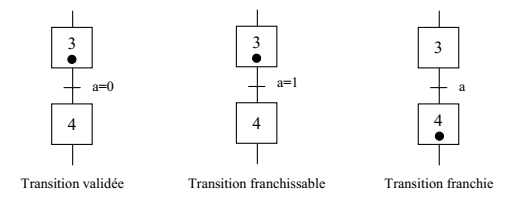 3 3 3
a=0 a=1 a
4 4 4
Transition validée Transition franchissable Transition franchie